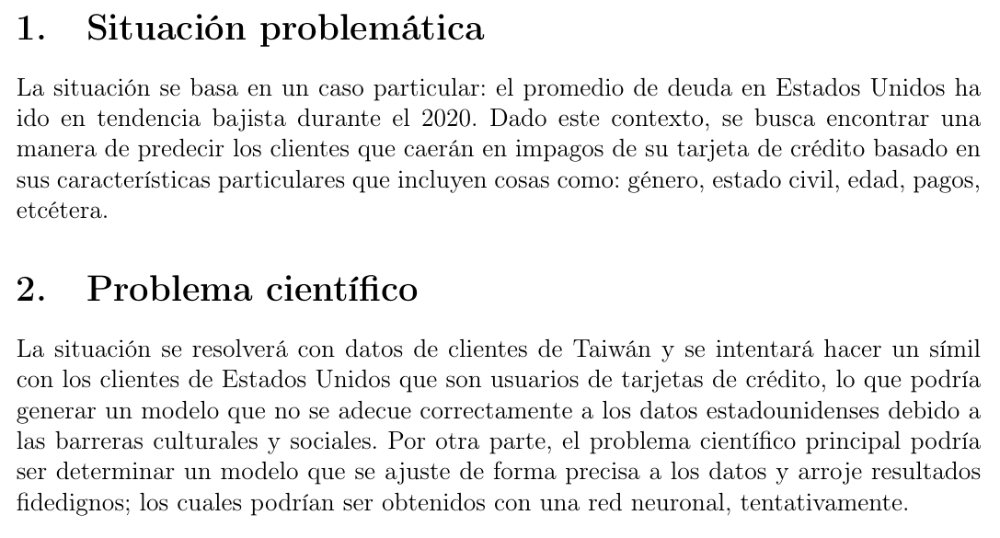 1. Situación problemática
La situación se basa en un caso particular: el promedio de deuda en Estados Unidos ha
ido en tendencia bajista durante el 2020. Dado este contexto, se busca encontrar una
manera de predecir los clientes que caerán en impagos de su tarjeta de crédito basado en
sus características particulares que incluyen cosas como: género, estado civil, edad, pagos,
etcétera.
2. Problema científico
La situación se resolverá con datos de clientes de Taiwán y se intentará hacer un símil
con los clientes de Estados Unidos que son usuarios de tarjetas de crédito, lo que podría
generar un modelo que no se adecue correctamente a los datos estadounidenses debido a
las barreras culturales y sociales. Por otra parte, el problema científico principal podría
ser determinar un modelo que se ajuste de forma precisa a los datos y arroje resultados
fidedignos; los cuales podrían ser obtenidos con una red neuronal, tentativamente.